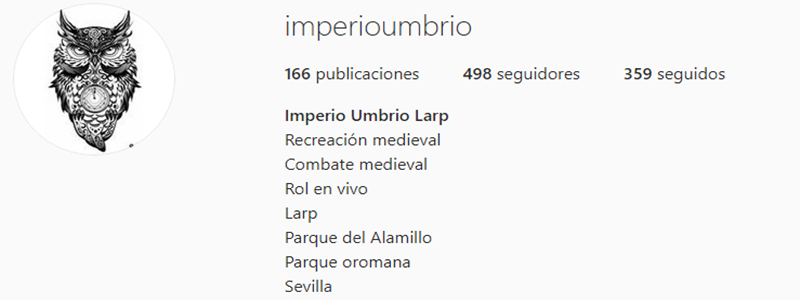 imperioumbrio
166 publicaciones 498 seguidores 359 seguidos
Imperio Umbrio Larp
Recreación medieval
Combate medieval
Rol en vivo
Larp
Parque del Alamillo
Parque oromana
Sevilla